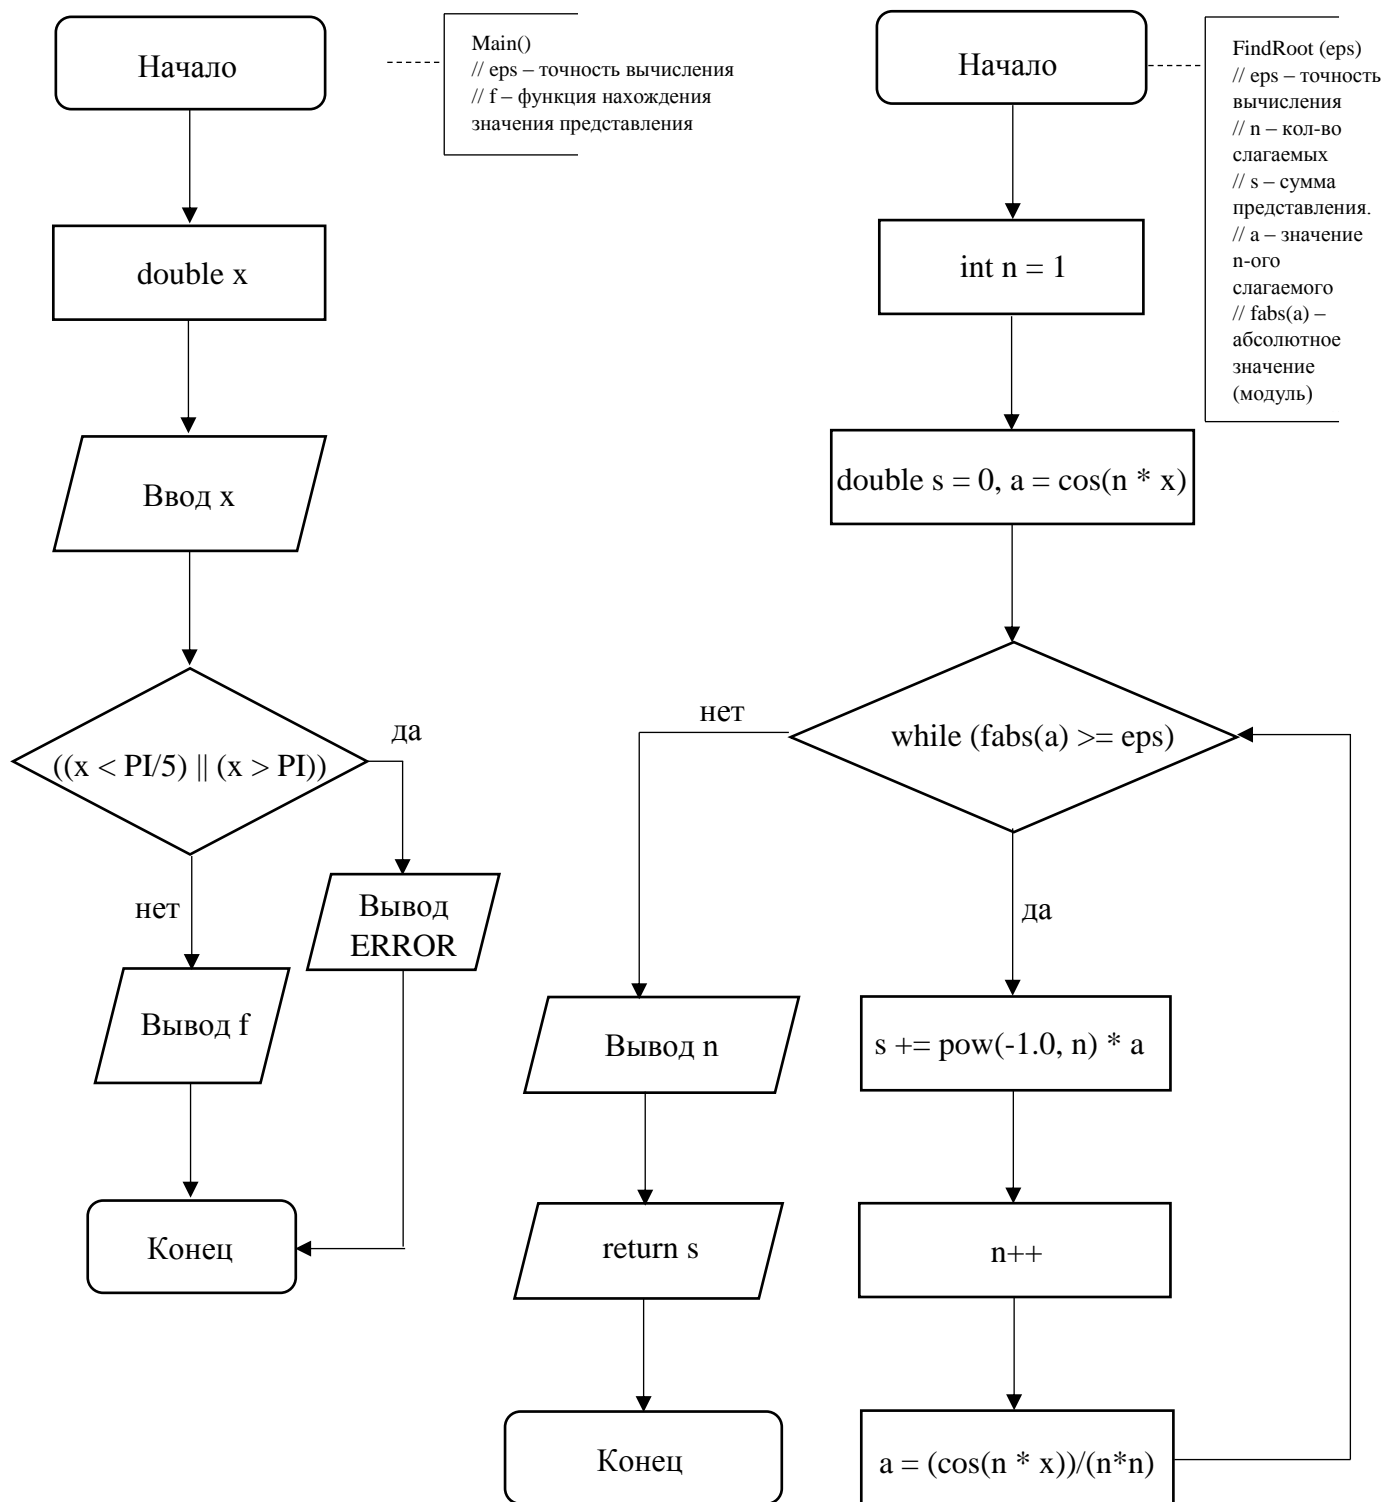 Начало
Main()
// eps – точность вычисления
// f – функция нахождения
значения представления
double x
Ввод x
((x < PI/5) || (x > PI))
да
нет
Вывод
ERROR
Вывод f
Конец
Начало
FindRoot (eps)
// eps – точность
вычисления
// n – кол-во
слагаемых
// s – сумма
представления.
// a – значение
n-ого
слагаемого
// fabs(a) –
абсолютное
значение
(модуль)
int n = 1
double s = 0, a = cos(n * x)
while (fabs(a) >= eps)
нет
да
Вывод n
s += pow(-1.0, n) * a
return s
n++
Конец
a = (cos(n * x))/(n*n)